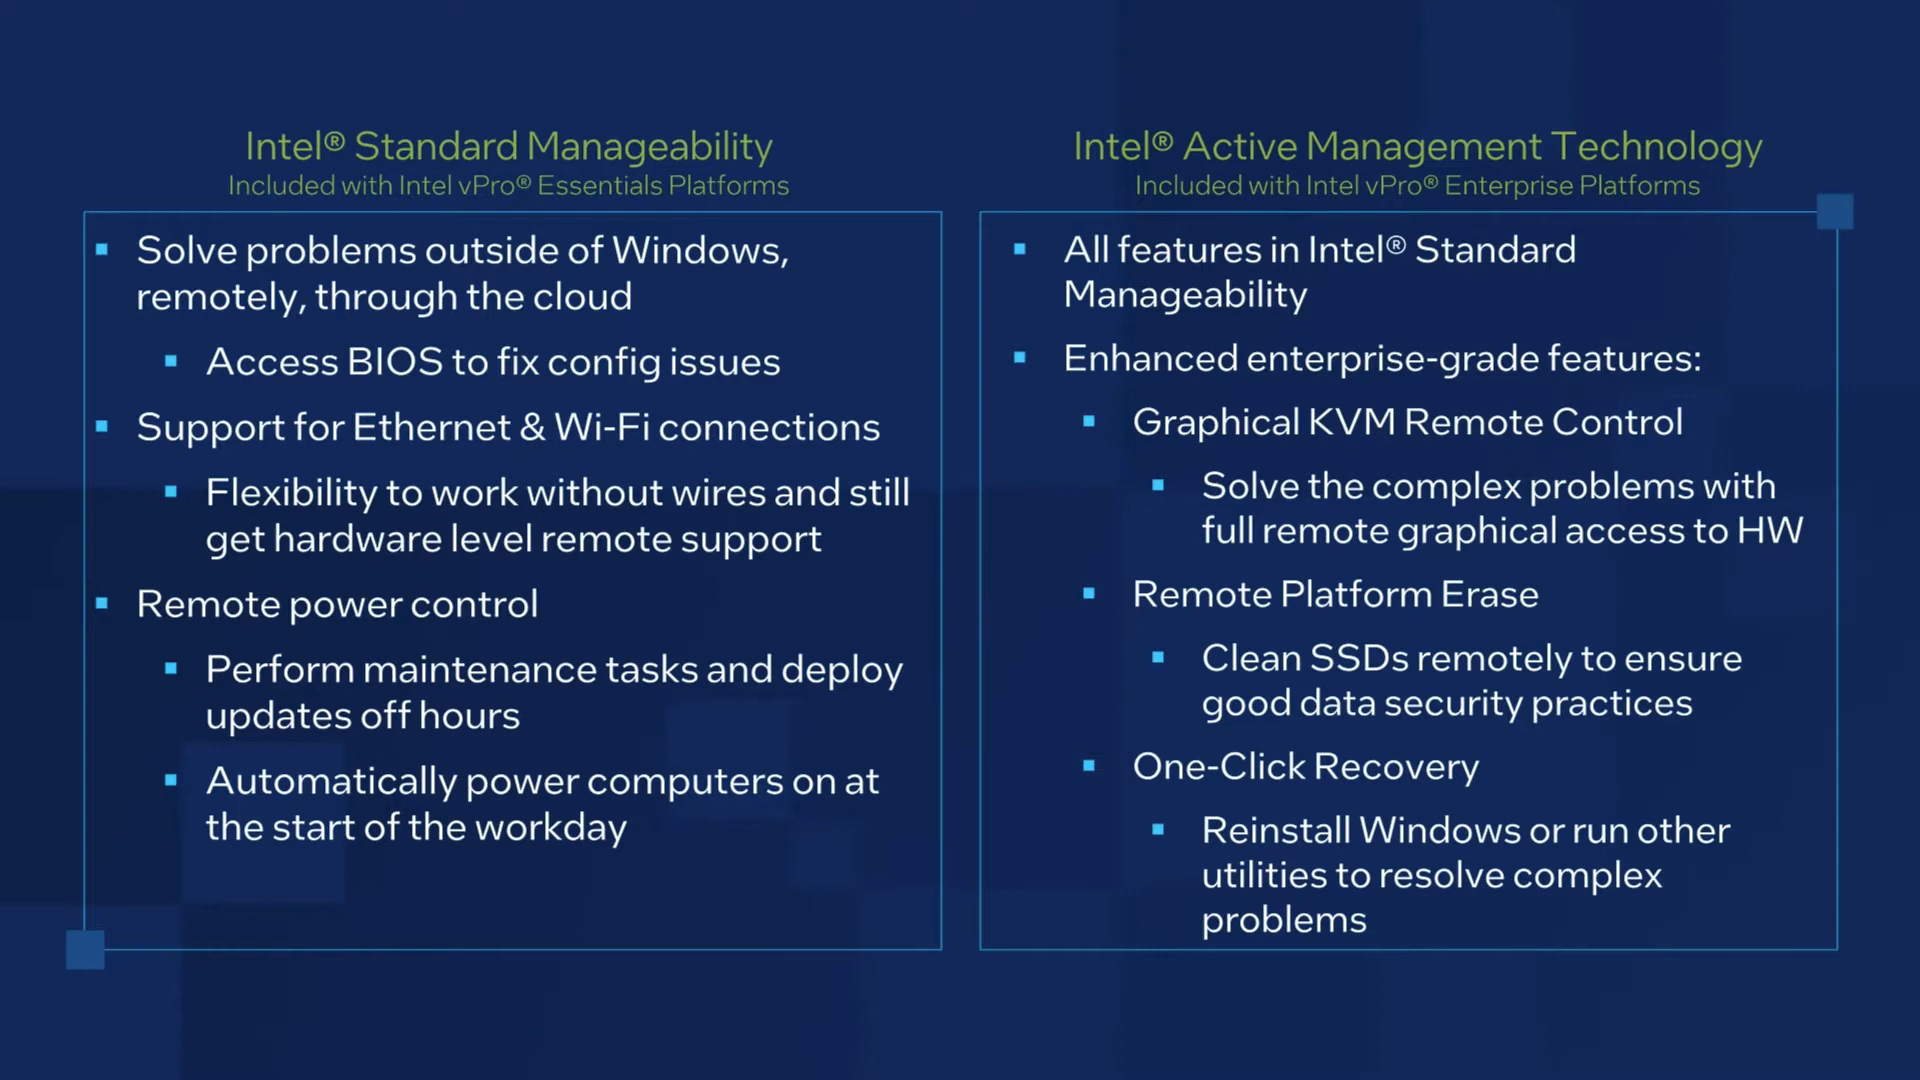 Intel® Standard Manageability
Included with Intel vPro® Essentials Platforms
Solve problems outside of Windows,
remotely, through the cloud
Access BIOS to fix config issues
Support for Ethernet & Wi-Fi connections
Flexibility to work without wires and still
get hardware level remote support
Remote power control
Perform maintenance tasks and deploy
updates off hours
Automatically power computers on at
the start of the workday
Intel® Active Management Technology
Included with Intel vPro® Enterprise Platforms
All features in Intel® Standard
Manageability
Enhanced enterprise-grade features:
Graphical KVM Remote Control
Solve the complex problems with
full remote graphical access to HW
Remote Platform Erase
Clean SSDs remotely to ensure
good data security practices
One-Click Recovery
Reinstall Windows or run other
utilities to resolve complex
problems